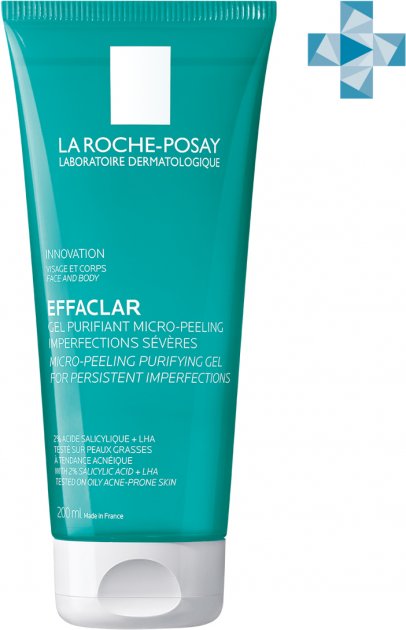 LA ROCHE-POSAY
LABORATOIRE DERMATOLOGIQUE
INNOVATION
VISAGE ET CORPS
FACE AND BODY
EFFACLAR
GEL PURIFIANT MICRO-PEELING
IMPERFECTIONS SÉVÈRES
MICRO-PEELING PURIFYING GEL
FOR PERSISTENT IMPERFECTIONS
2% ACIDE SALICYLIQUE + LHA
TESTÉ SUR PEAUX GRASSES
À TENDANCE ACNÉIQUE
WITH 2% SALICYLIC ACID + LHA
TESTED ON OILY ACNE-PRONE SKIN
200 ml Made in France